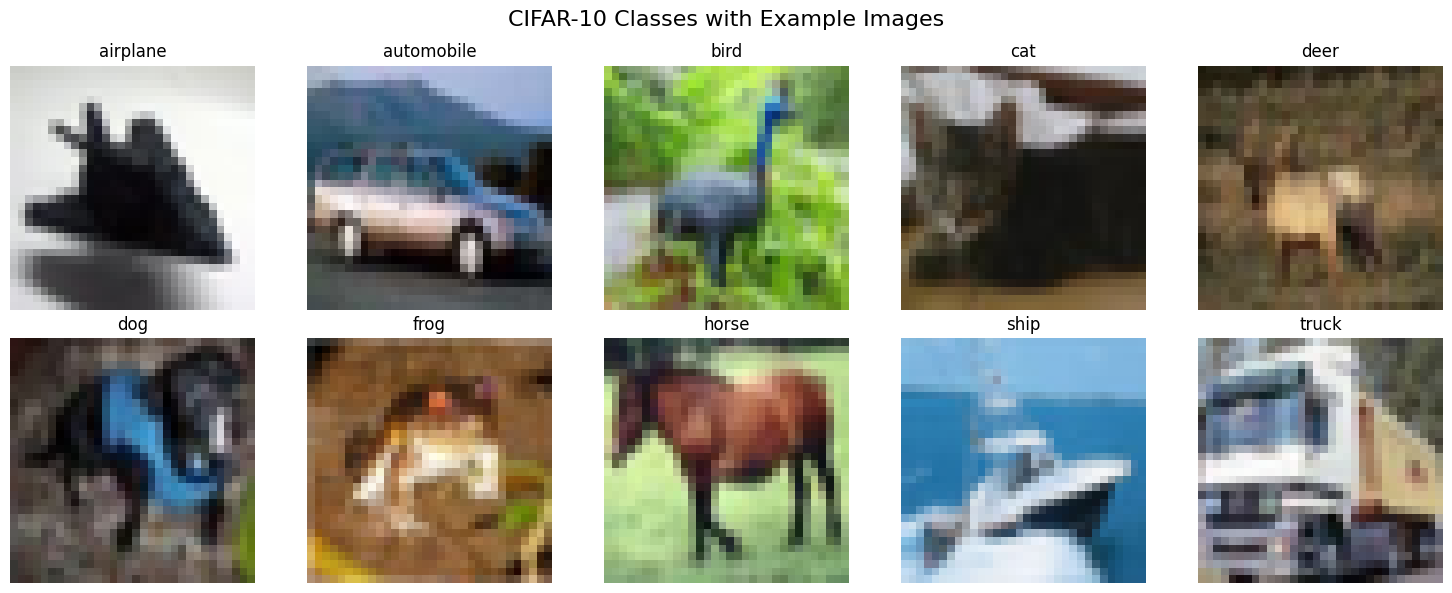 CIFAR-10 Classes with Example Images
airplane automobile bird cat deer
dog frog horse ship truck